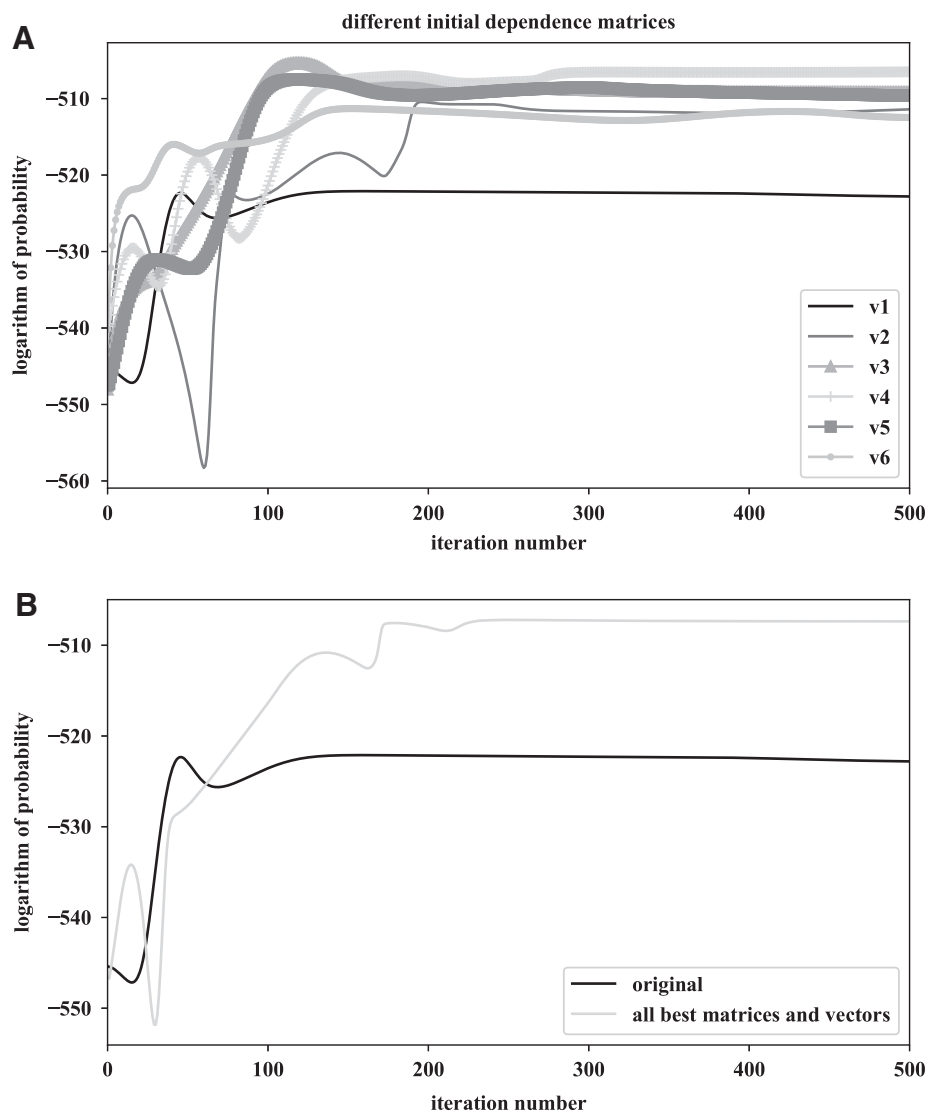 different initial dependence matrices
A
logarithm of probability
−510
−520
−530
−540
−550
−560
v1
v2
v3
v4
v5
v6
0
100
200
300
400
500
iteration number
B
logarithm of probability
−510
−520
−530
−540
−550
original
all best matrices and vectors
0
100
200
300
400
500
iteration number